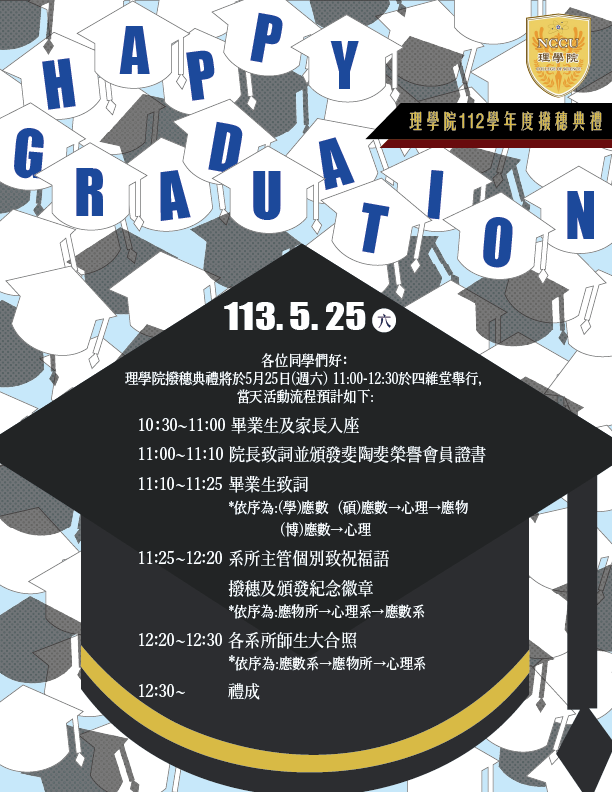 HAPPY
GRADUATION
NCCU
理學院
理學院112學年度撥穗典禮
113. 5. 25 六
各位同學們好：
理學院撥穗典禮將於5月25日(週六) 11:00-12:30於四維堂舉行,
當天活動流程預計如下:
10:30~11:00 畢業生及家長入座
11:00~11:10 院長致詞並頒發斐陶斐榮譽會員證書
11:10~11:25 畢業生致詞
*依序為:(學)應數 (碩)應數→心理→應物
(博)應數→心理
11:25~12:20 系所主管個別致祝福語
撥穗及頒發紀念徽章
*依序為:應物所→心理系→應數系
12:20~12:30 各系所師生大合照
*依序為:應數系→應物所→心理系
12:30~ 禮成